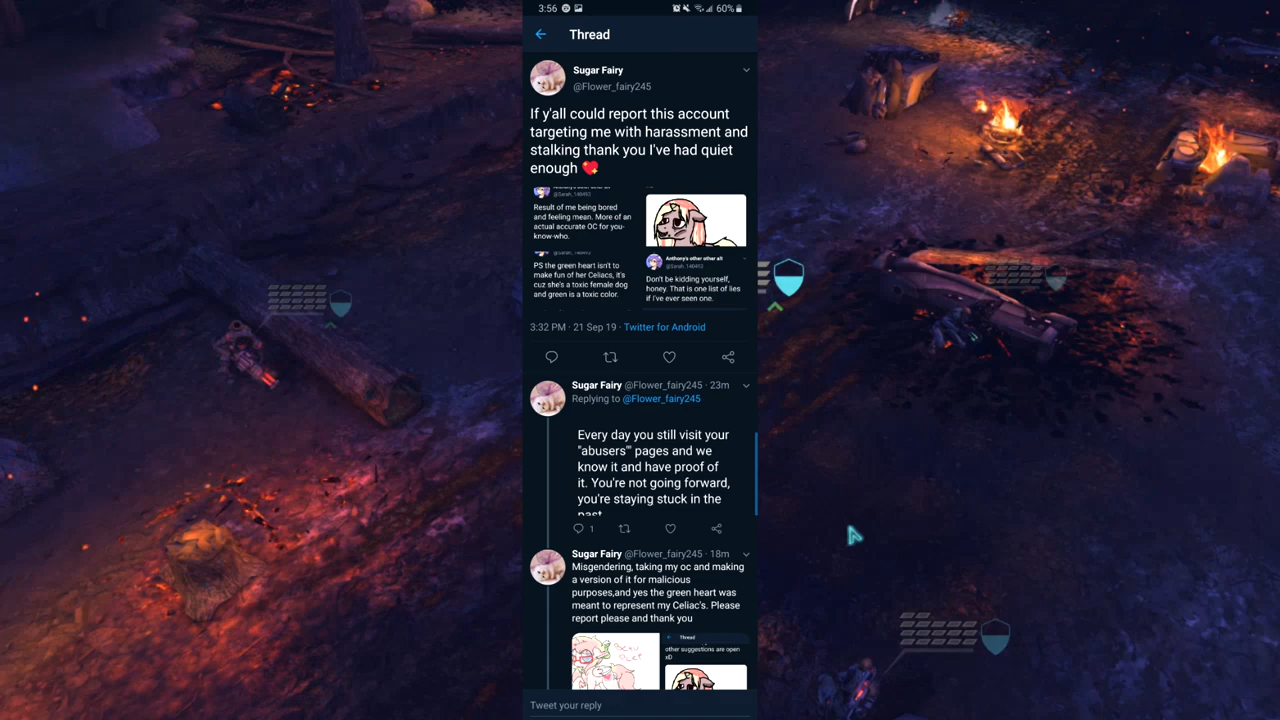 3:56
60%
Thread
Sugar Fairy
@Flower_fairy245
If y'all could report this account
targeting me with harassment and
stalking thank you I've had quiet
enough
@Sarah_148493
Result of me being bored
and feeling mean. More of an
actual accurate OC for you-
know-who.
PS the green heart isn't to
make fun of her Celiacs, it's
cuz she's a toxic female dog
and green is a toxic color.
Anthony's other other alt
@Sarah_148493
Don't be kidding yourself,
honey. That is one list of lies
if I've ever seen one.
3:32 PM · 21 Sep 19 · Twitter for Android
Sugar Fairy @Flower_fairy245 · 23m
Replying to @Flower_fairy245
Every day you still visit your
"abusers'" pages and we
know it and have proof of
it. You're not going forward,
you're staying stuck in the
past
1
Sugar Fairy @Flower_fairy245 · 18m
Misgendering, taking my oc and making
a version of it for malicious
purposes,and yes the green heart was
meant to represent my Celiac's. Please
report please and thank you
Thread
other suggestions are open
xD
Tweet your reply